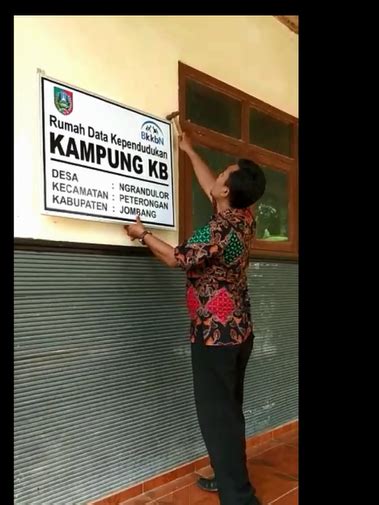 BkkbN
Rumah Data Kependudukan
KAMPUNG KB
DESA : NGRANDULOR
KECAMATAN : PETERONGAN
KABUPATEN : JOMBANG